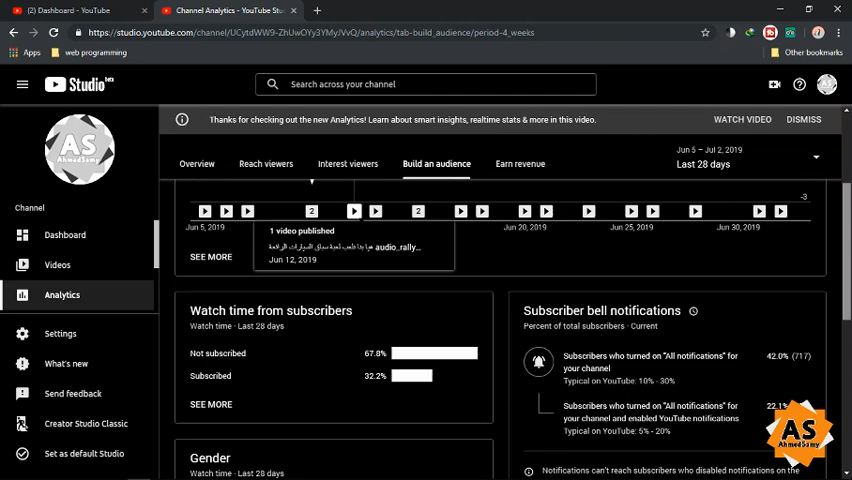 (2) Dashboard - YouTube
Channel Analytics - YouTube Stu
https://studio.youtube.com/channel/UCytdWW9-ZhUwOYy3YMyJVvQ/analytics/tab-build_audience/period-4_weeks
Apps
web programming
Other bookmarks
Studio beta
Search across your channel
Thanks for checking out the new Analytics! Learn about smart insights, realtime stats & more in this video.
WATCH VIDEO
DISMISS
AS
AhmedSamy
Overview
Reach viewers
Interest viewers
Build an audience
Earn revenue
Jun 5 – Jul 2, 2019
Last 28 days
Channel
Dashboard
Videos
Analytics
Settings
What's new
Send feedback
Creator Studio Classic
Set as default Studio
-3
2
2
Jun 5, 2019
Jun 20, 2019
Jun 25, 2019
Jun 30, 2019
1 video published
هيا بنا نلعب لعبة سباق السيارات الرائعة audio_rally...
Jun 12, 2019
SEE MORE
Watch time from subscribers
Watch time · Last 28 days
Not subscribed 67.8%
Subscribed 32.2%
SEE MORE
Gender
Watch time · Last 28 days
Subscriber bell notifications
Percent of total subscribers · Current
Subscribers who turned on "All notifications" for 42.0% (717)
your channel
Typical on YouTube: 10% - 30%
Subscribers who turned on "All notifications" for 22.1%
your channel and enabled YouTube notifications
Typical on YouTube: 5% - 20%
Notifications can't reach subscribers who disabled notifications on the
AS
AhmedSamy